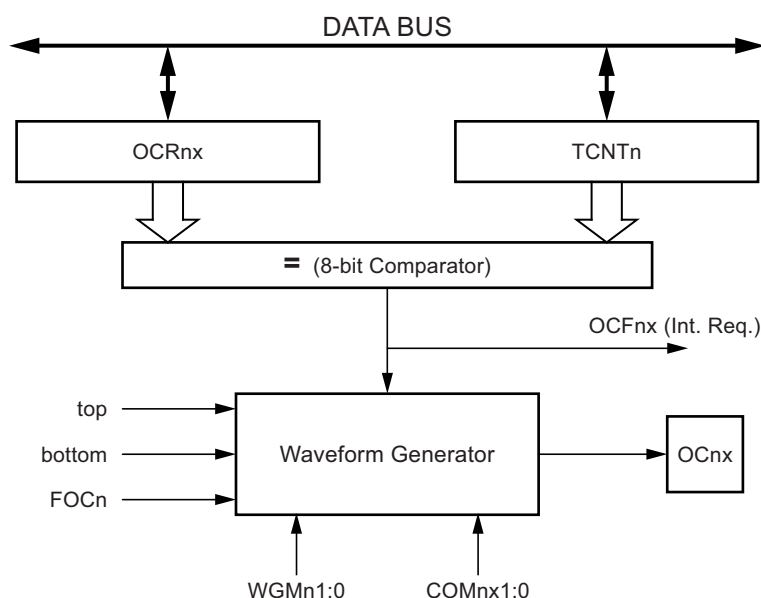 DATA BUS
OCRnx
TCNTn
= (8-bit Comparator)
OCFnx (Int. Req.)
top
bottom
FOCn
Waveform Generator
OCnx
WGMn1:0
COMnx1:0